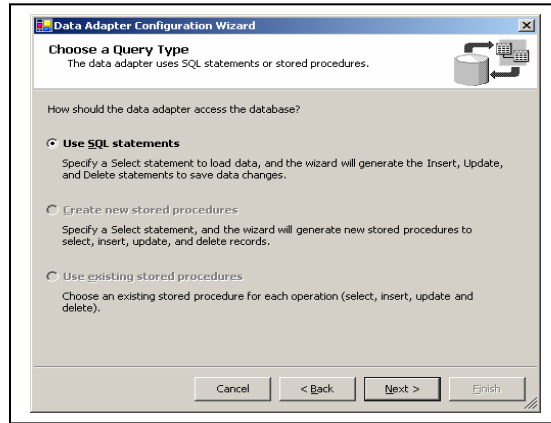 Data Adapter Configuration Wizard
Choose a Query Type
The data adapter uses SQL statements or stored procedures.
How should the data adapter access the database?
Use SQL statements
Specify a Select statement to load data, and the wizard will generate the Insert, Update,
and Delete statements to save data changes.
Create new stored procedures
Specify a Select statement, and the wizard will generate new stored procedures to
select, insert, update, and delete records.
Use existing stored procedures
Choose an existing stored procedure for each operation (select, insert, update and
delete).
Cancel
< Back
Next >
Finish